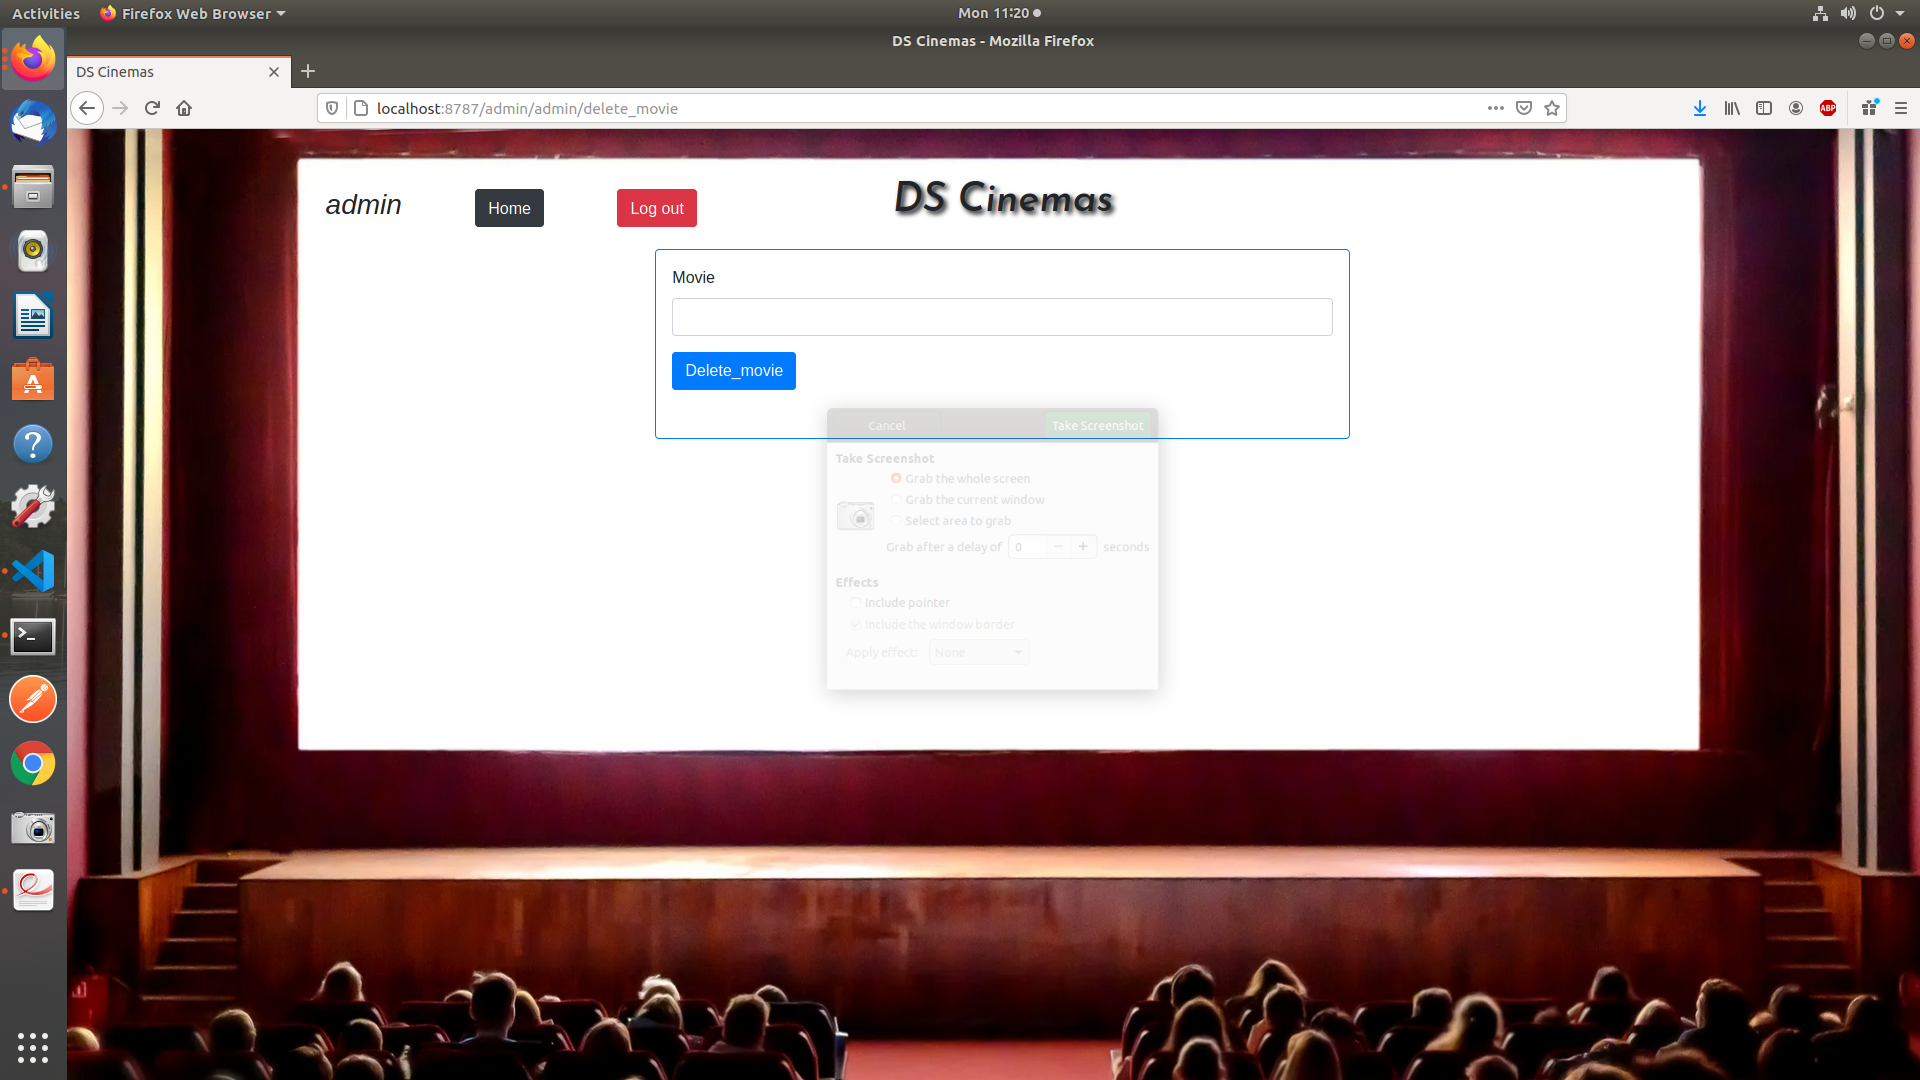 Activities
Firefox Web Browser
Mon 11:20
DS Cinemas - Mozilla Firefox
DS Cinemas
localhost:8787/admin/admin/delete_movie
ABP
admin
Home
Log out
DS Cinemas
Movie
Delete_movie
Cancel
Take Screenshot
Take Screenshot
Grab the whole screen
Grab the current window
Select area to grab
Grab after a delay of 0 - + seconds
Effects
Include pointer
Include the window border
Apply effect: None